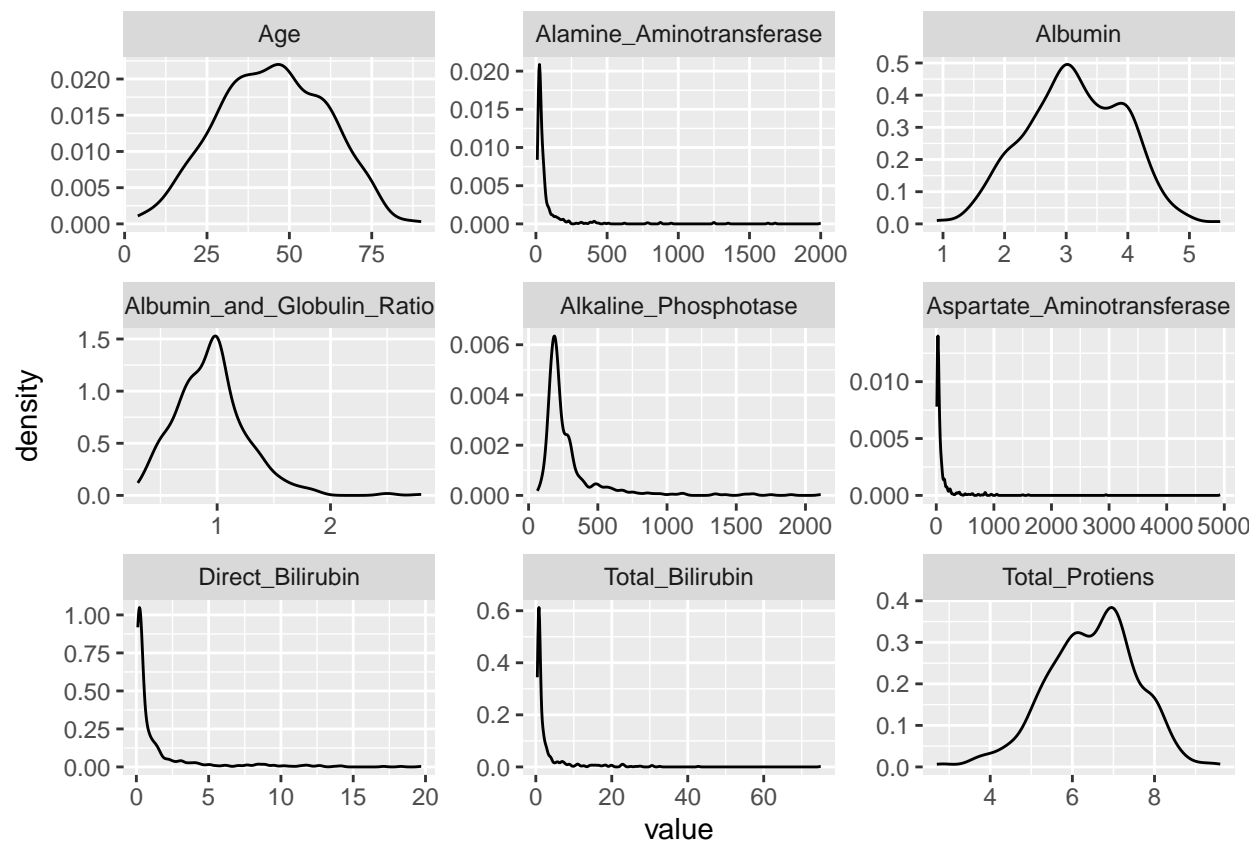 Age
Alamine_Aminotransferase
Albumin
0.020
0.015
0.010
0.005
0.000
0 25 50 75
0.020
0.015
0.010
0.005
0.000
0 500 1000 1500 2000
0.5
0.4
0.3
0.2
0.1
0.0
1 2 3 4 5
Albumin_and_Globulin_Ratio
Alkaline_Phosphotase
Aspartate_Aminotransferase
1.5
1.0
0.5
0.0
1 2
0.006
0.004
0.002
0.000
0 500 1000 1500 2000
0.010
0.005
0.000
0 1000 2000 3000 4000 5000
density
Direct_Bilirubin
Total_Bilirubin
Total_Protiens
1.00
0.75
0.50
0.25
0.00
0 5 10 15 20
0.6
0.4
0.2
0.0
0 20 40 60
0.4
0.3
0.2
0.1
0.0
4 6 8
value